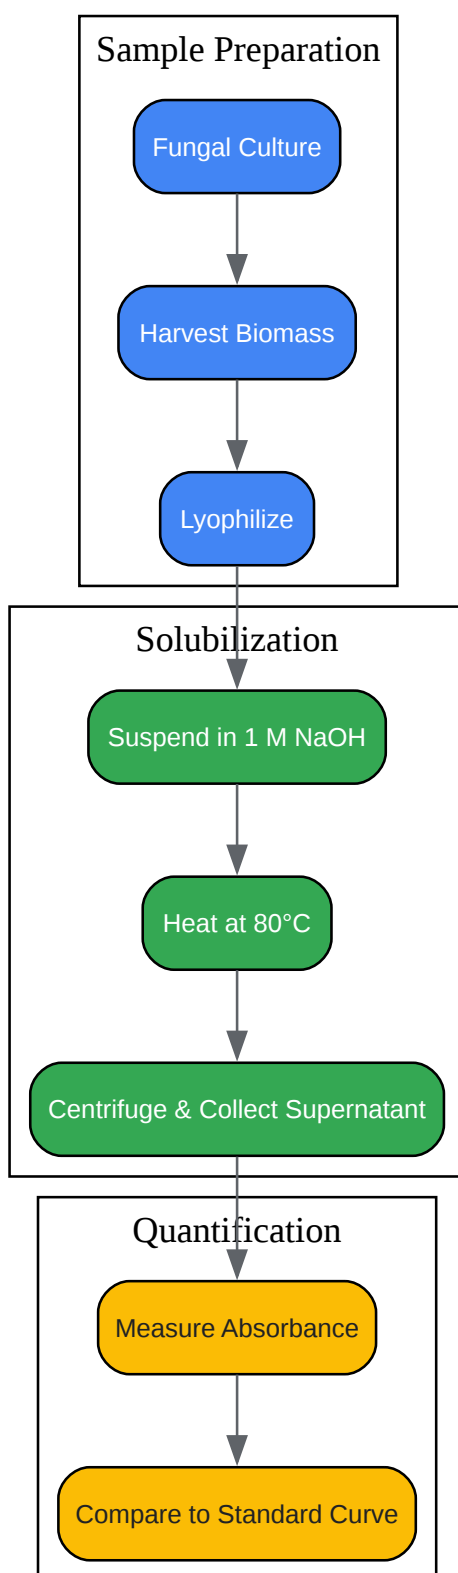 Sample Preparation
Fungal Culture
Harvest Biomass
Lyophilize
Solubilization
Suspend in 1 M NaOH
Heat at 80°C
Centrifuge & Collect Supernatant
Quantification
Measure Absorbance
Compare to Standard Curve